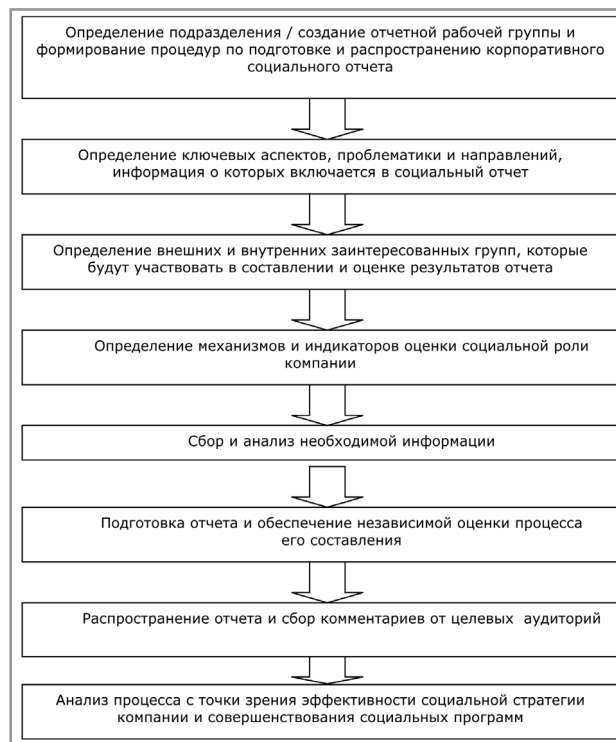 Определение подразделения / создание отчетной рабочей группы и
формирование процедур по подготовке и распространению корпоративного
социального отчета
Определение ключевых аспектов, проблематики и направлений,
информация о которых включается в социальный отчет
Определение внешних и внутренних заинтересованных групп, которые
будут участвовать в составлении и оценке результатов отчета
Определение механизмов и индикаторов оценки социальной роли
компании
Сбор и анализ необходимой информации
Подготовка отчета и обеспечение независимой оценки процесса
его составления
Распространение отчета и сбор комментариев от целевых аудиторий
Анализ процесса с точки зрения эффективности социальной стратегии
компании и совершенствования социальных программ